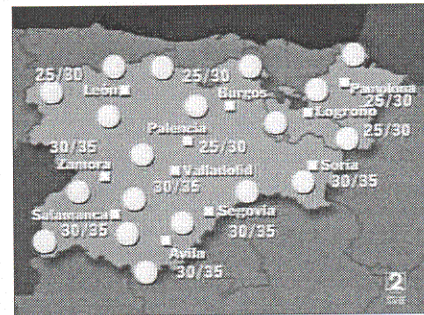 25/30
25/30
León
Burgos
Pamplona
25/30
Logroño
25/30
Palencia
25/30
30/35
Zamora
Valladolid
30/35
Soria
30/35
Salamanca
30/35
Segovia
30/35
Ávila
30/35
2